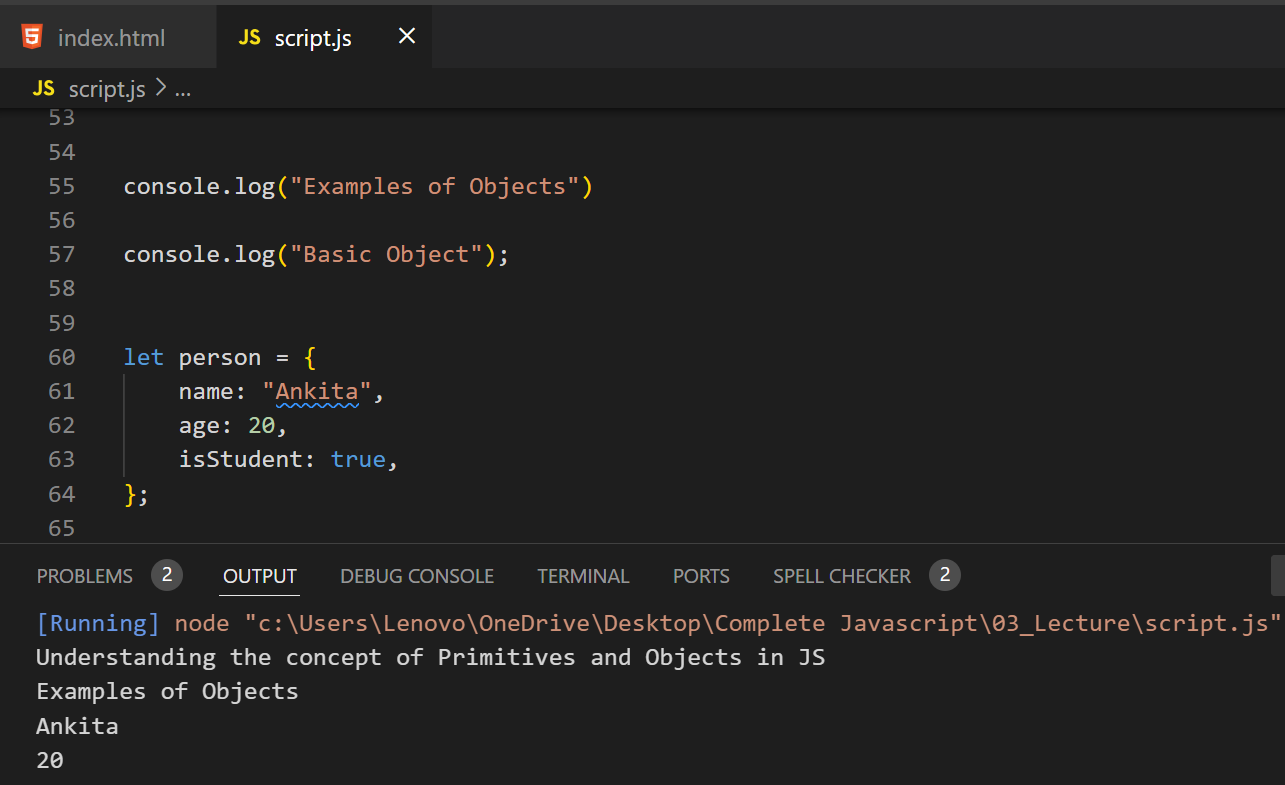 5 index.html JS script.js ×
JS script.js > ...
53
54
55 console.log("Examples of Objects")
56
57 console.log("Basic Object");
58
59
60 let person = {
61     name: "Ankita",
62     age: 20,
63     isStudent: true,
64 };
65
PROBLEMS 2 OUTPUT DEBUG CONSOLE TERMINAL PORTS SPELL CHECKER 2
[Running] node "c:\Users\Lenovo\OneDrive\Desktop\Complete Javascript\03_Lecture\script.js"
Understanding the concept of Primitives and Objects in JS
Examples of Objects
Ankita
20